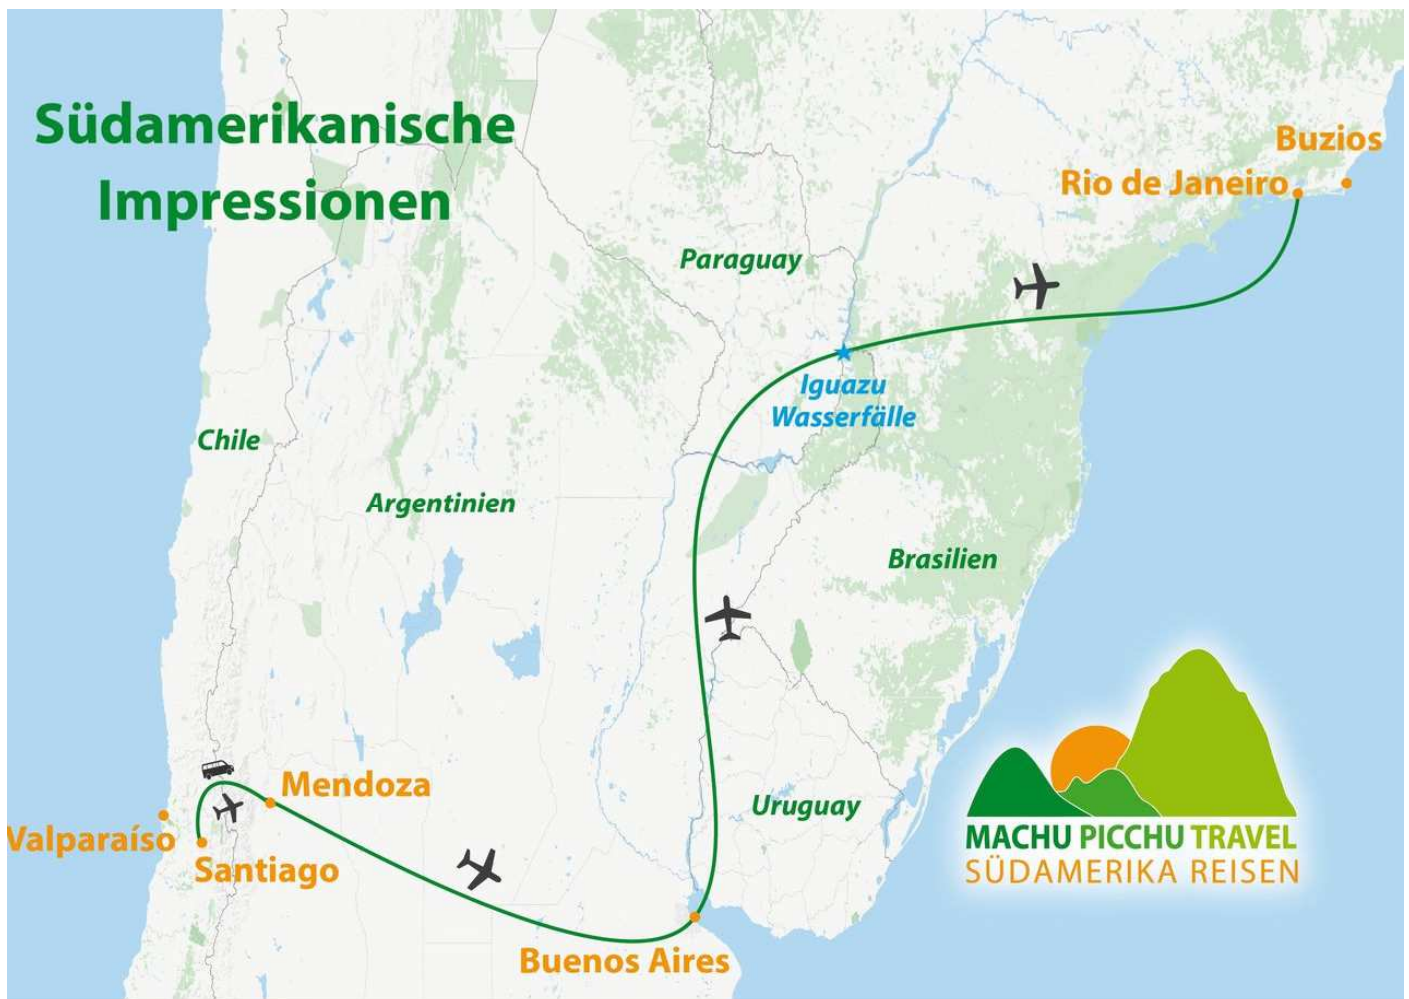 Südamerikanische
Impressionen
Buzios
Rio de Janeiro
Paraguay
Iguazu
Wasserfälle
Chile
Argentinien
Brasilien
Mendoza
Uruguay
Valparaíso
Santiago
Buenos Aires
MACHU PICCHU TRAVEL
SÜDAMERIKA REISEN